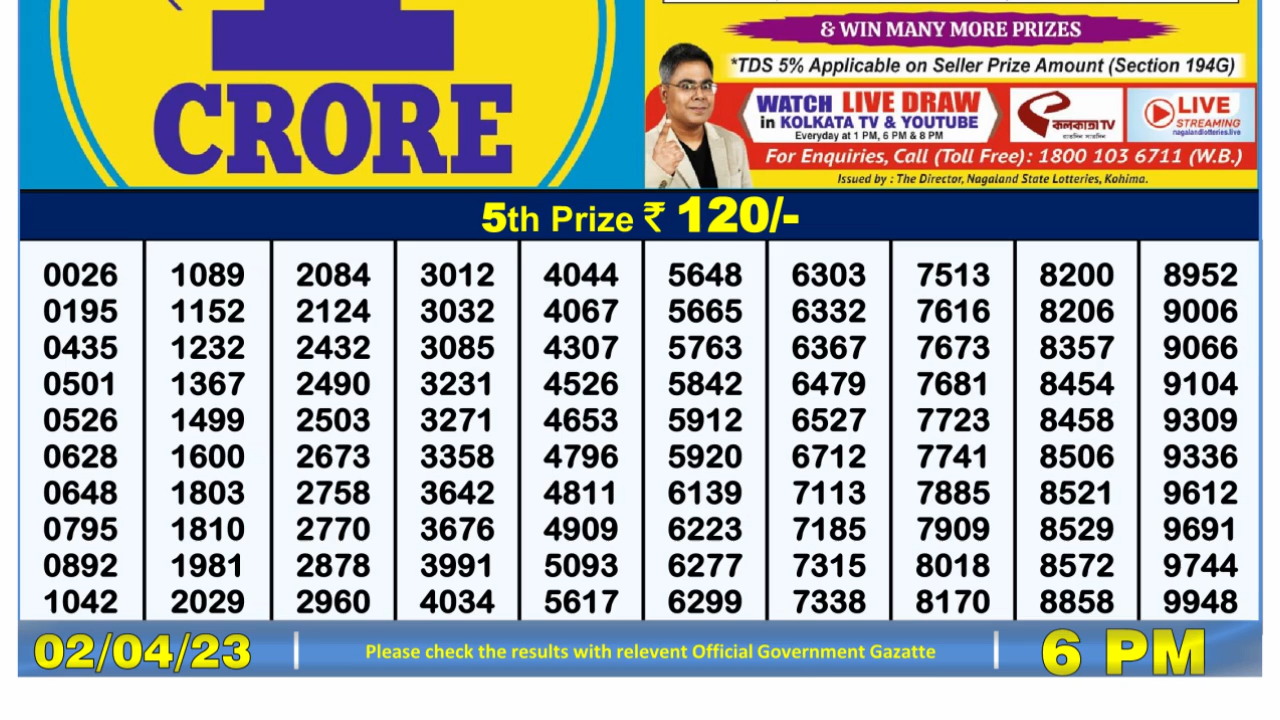 1
CRORE
& WIN MANY MORE PRIZES
*TDS 5% Applicable on Seller Prize Amount (Section 194G)
WATCH LIVE DRAW
in KOLKATA TV & YOUTUBE
Everyday at 1 PM, 6 PM & 8 PM
কলকাতা TV
LIVE
STREAMING
nagalandlotteries.live
For Enquiries, Call (Toll Free): 1800 103 6711 (W.B.)
Issued by : The Director, Nagaland State Lotteries, Kohima.
5th Prize ₹ 120/-
0026 1089 2084 3012 4044 5648 6303 7513 8200 8952
0195 1152 2124 3032 4067 5665 6332 7616 8206 9006
0435 1232 2432 3085 4307 5763 6367 7673 8357 9066
0501 1367 2490 3231 4526 5842 6479 7681 8454 9104
0526 1499 2503 3271 4653 5912 6527 7723 8458 9309
0628 1600 2673 3358 4796 5920 6712 7741 8506 9336
0648 1803 2758 3642 4811 6139 7113 7885 8521 9612
0795 1810 2770 3676 4909 6223 7185 7909 8529 9691
0892 1981 2878 3991 5093 6277 7315 8018 8572 9744
1042 2029 2960 4034 5617 6299 7338 8170 8858 9948
02/04/23 | Please check the results with relevent Official Government Gazatte | 6 PM